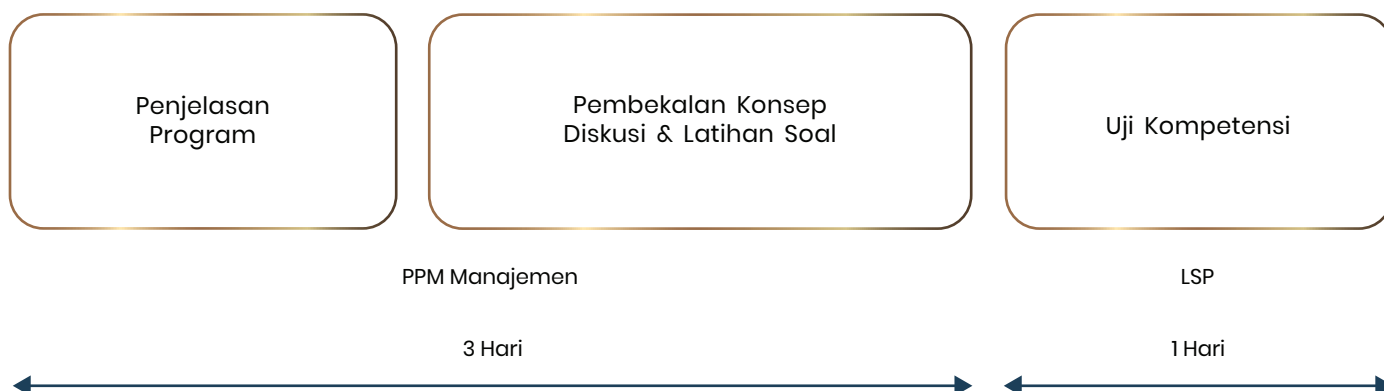 Penjelasan
Program
Pembekalan Konsep
Diskusi & Latihan Soal
Uji Kompetensi
PPM Manajemen
LSP
3 Hari
1 Hari